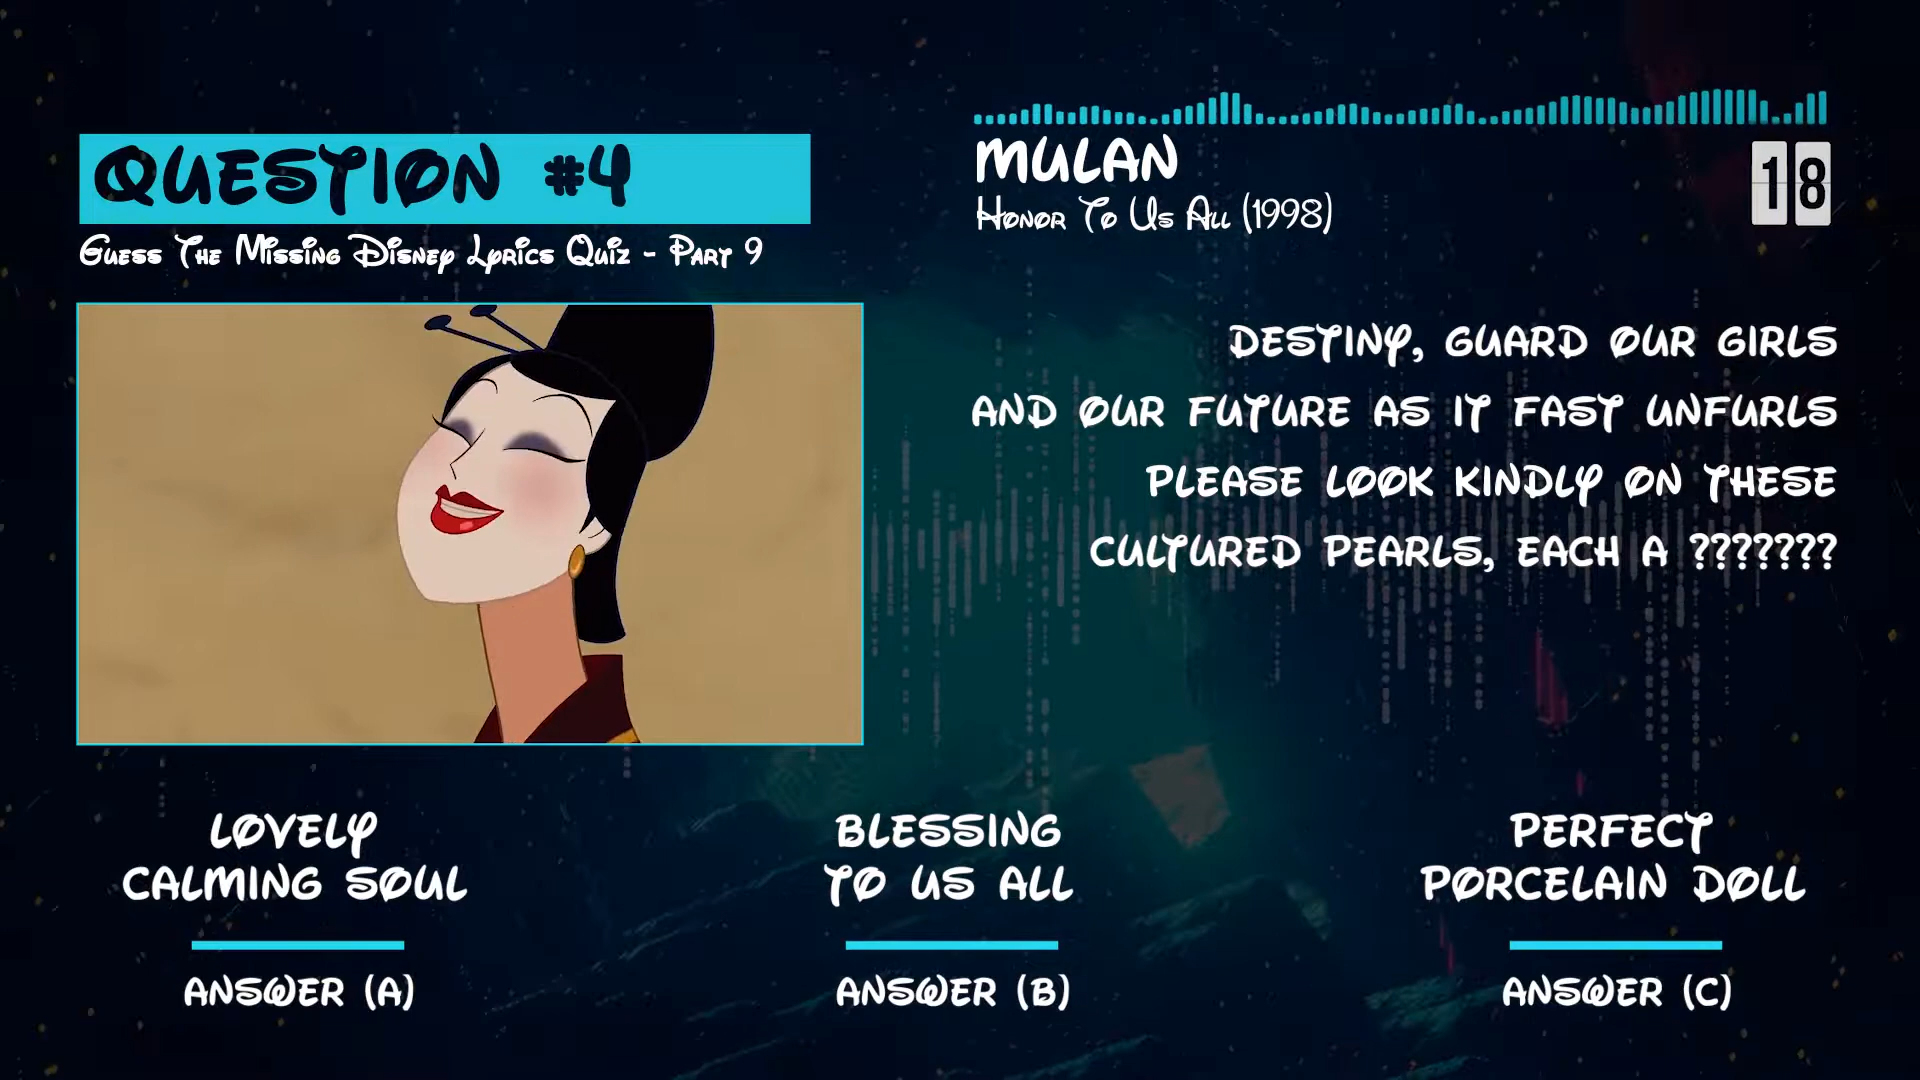 QUESTION #4
Guess The Missing Disney Lyrics Quiz - Part 9
MULAN
Honor To Us All (1998)
18
DESTINY, GUARD OUR GIRLS
AND OUR FUTURE AS IT FAST UNFURLS
PLEASE LOOK KINDLY ON THESE
CULTURED PEARLS, EACH A ???????
LOVELY
CALMING SOUL
ANSWER (A)
BLESSING
TO US ALL
ANSWER (B)
PERFECT
PORCELAIN DOLL
ANSWER (C)